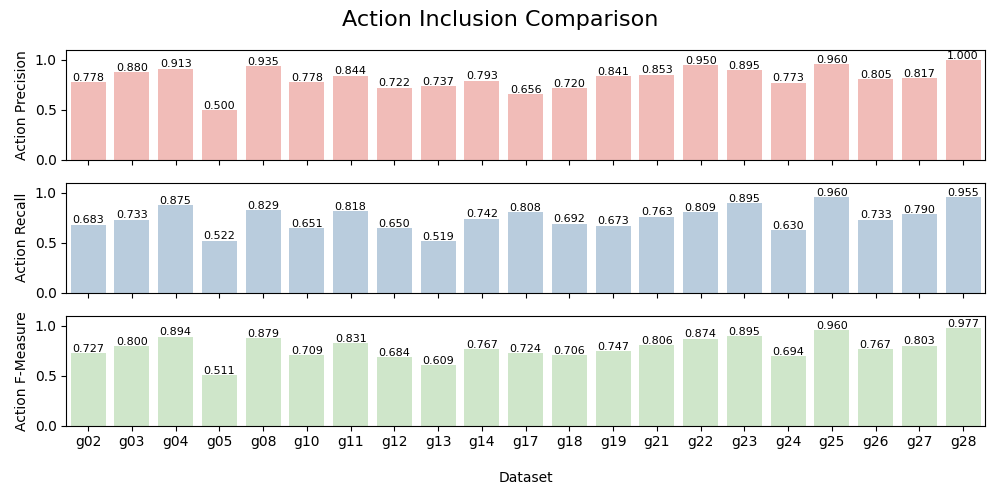 Action Inclusion Comparison
Action Precision
1.0
0.5
0.0
0.778 0.880 0.913 0.500 0.935 0.778 0.844 0.722 0.737 0.793 0.656 0.720 0.841 0.853 0.950 0.895 0.773 0.960 0.805 0.817 1.000
Action Recall
1.0
0.5
0.0
0.683 0.733 0.875 0.522 0.829 0.651 0.818 0.650 0.519 0.742 0.808 0.692 0.673 0.763 0.809 0.895 0.630 0.960 0.733 0.790 0.955
Action F-Measure
1.0
0.5
0.0
0.727 0.800 0.894 0.511 0.879 0.709 0.831 0.684 0.609 0.767 0.724 0.706 0.747 0.806 0.874 0.895 0.694 0.960 0.767 0.803 0.977
g02 g03 g04 g05 g08 g10 g11 g12 g13 g14 g17 g18 g19 g21 g22 g23 g24 g25 g26 g27 g28
Dataset